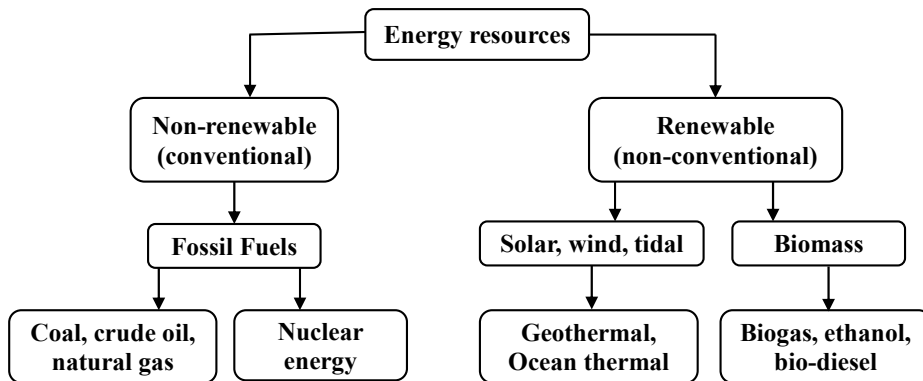 Energy resources
Non-renewable
(conventional)
Renewable
(non-conventional)
Fossil Fuels
Solar, wind, tidal
Biomass
Coal, crude oil,
natural gas
Nuclear
energy
Geothermal,
Ocean thermal
Biogas, ethanol,
bio-diesel